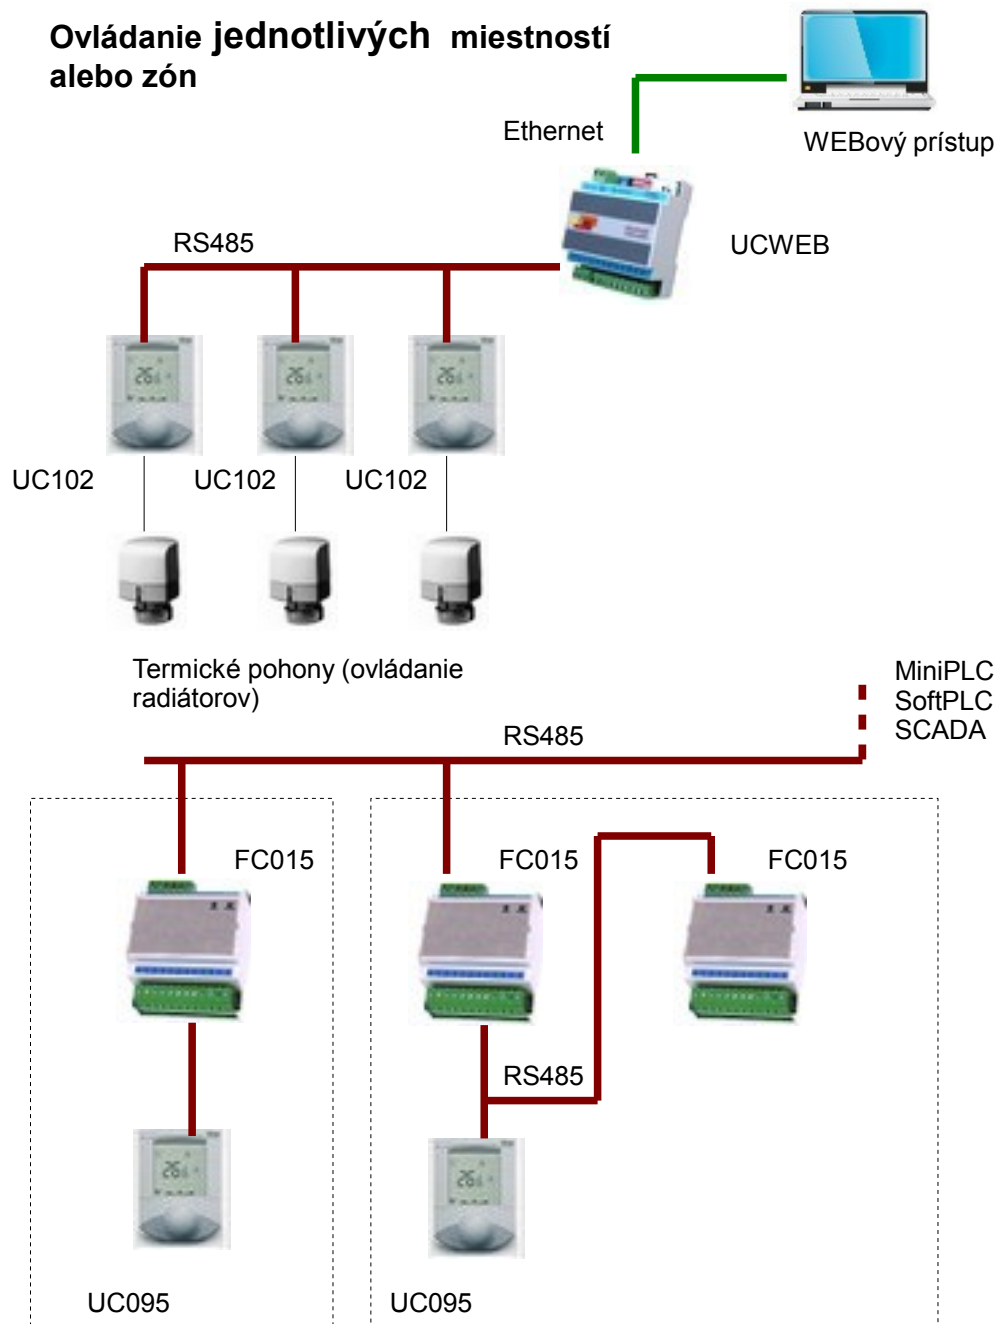 Ovládanie jednotlivých miestností
alebo zón
Ethernet
WEBový prístup
RS485
UCWEB
UC102
UC102
UC102
Termické pohony (ovládanie
radiátorov)
MiniPLC
SoftPLC
SCADA
RS485
FC015
FC015
FC015
RS485
UC095
UC095